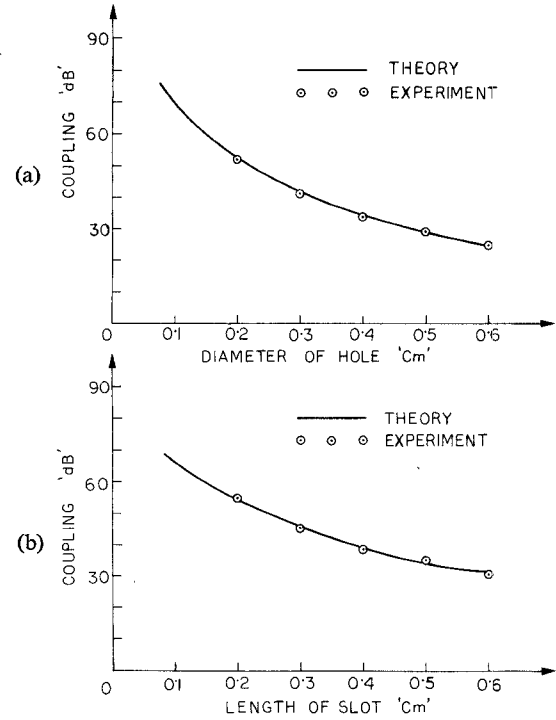 90
THEORY
EXPERIMENT
60
(a)
COUPLING 'dB'
30
0
0·1 0·2 0·3 0·4 0·5 0·6
DIAMETER OF HOLE 'Cm'
90
THEORY
EXPERIMENT
60
(b)
COUPLING 'dB'
30
0
0·1 0·2 0·3 0·4 0·5 0·6
LENGTH OF SLOT 'Cm'